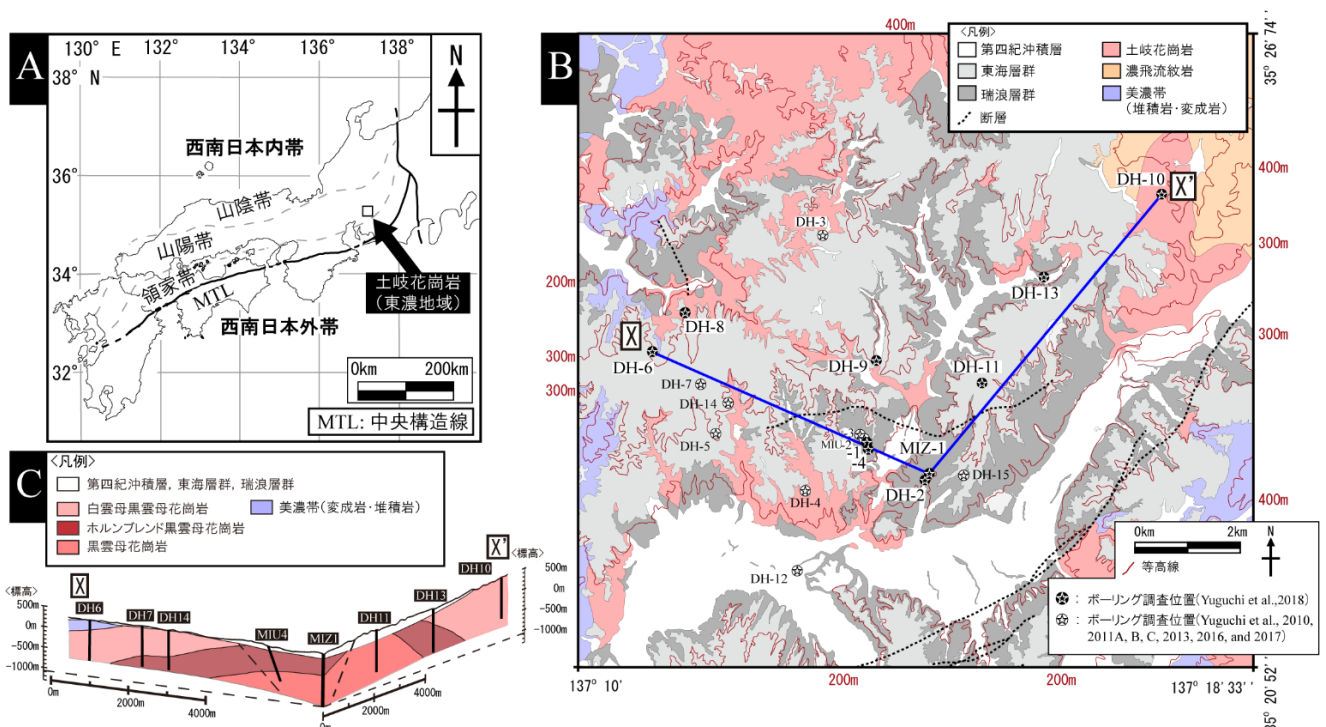 A
130° E 132° 134° 136° 138°
N
38°
N
36°
34°
32°
西南日本内帯
山陰帯
山陽帯
領家帯
MTL
西南日本外帯
土岐花崗岩
(東濃地域)
0km 200km
MTL: 中央構造線
B
400m
<凡例>
第四紀沖積層
東海層群
瑞浪層群
断層
土岐花崗岩
濃飛流紋岩
美濃帯
(堆積岩・変成岩)
35° 26' 74''
400m
DH-10
X'
300m
DH-3
200m
DH-13
DH-8
300m
X
300m
DH-6
DH-9
DH-11
DH-7
300m
DH-14
DH-5
MIU-2
-3
-1
-4
MIZ-1
DH-15
DH-2
DH-4
400m
DH-12
0km 2km
N
等高線
: ボーリング調査位置(Yuguchi et al.,2018)
: ボーリング調査位置(Yuguchi et al., 2010,
2011A, B, C, 2013, 2016, and 2017)
137° 10'
200m
200m
137° 18' 33''
35° 20' 52''
C
<凡例>
第四紀沖積層, 東海層群, 瑞浪層群
白雲母黒雲母花崗岩
ホルンブレンド黒雲母花崗岩
黒雲母花崗岩
美濃帯(変成岩・堆積岩)
<標高>
X
500m
0m
-500m
-1000m
DH6
DH7
DH14
MIU4
MIZ1
DH11
DH13
DH10
X'
<標高>
500m
0m
-500m
-1000m
0m
2000m
4000m
0m
2000m
4000m